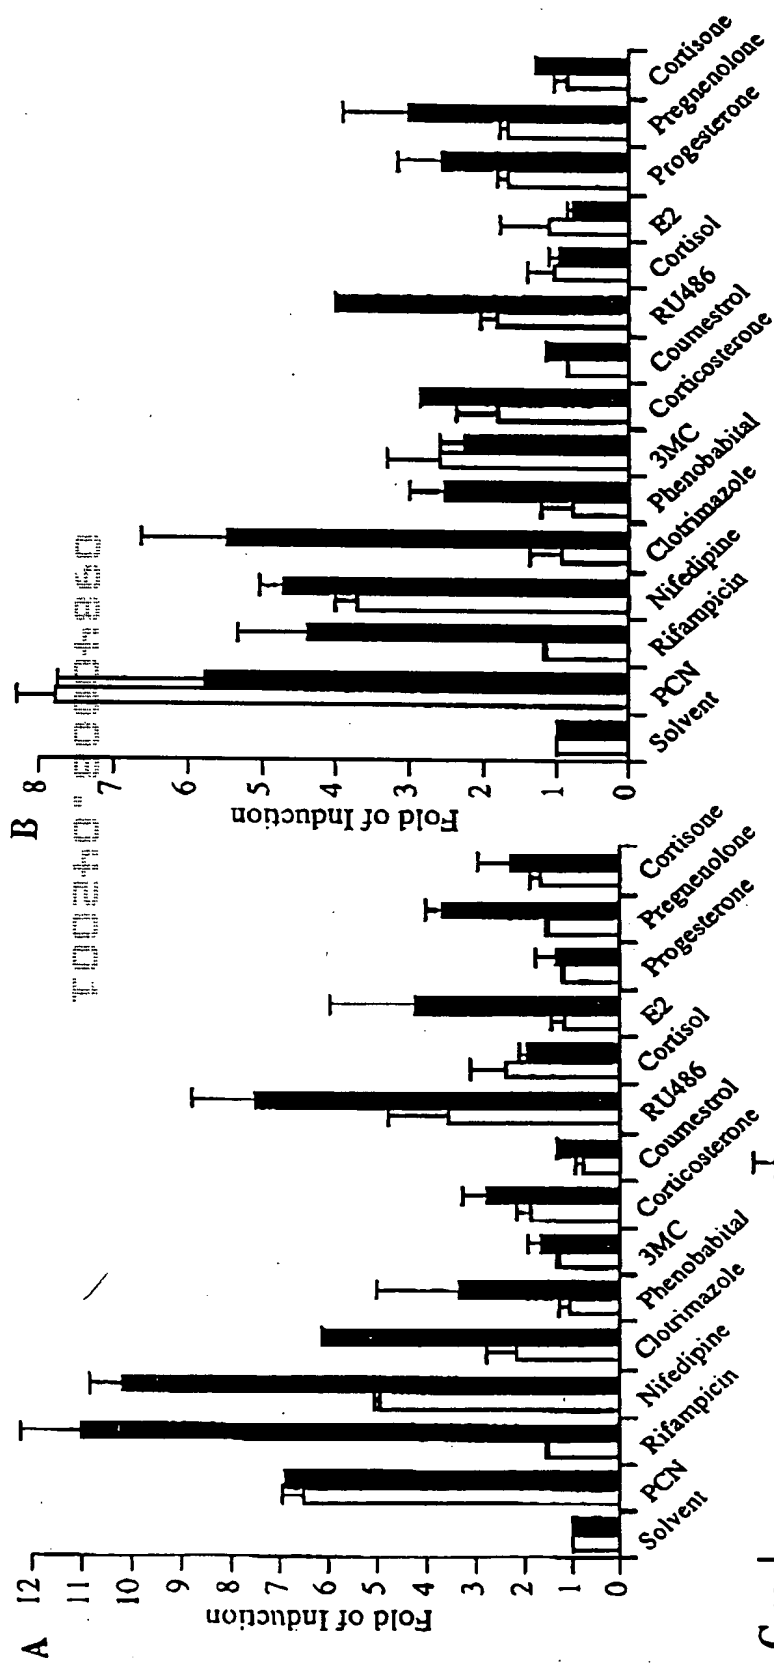 A
Fold of Induction
12
11
10
9
8
7
6
5
4
3
2
1
0
Solvent
PCN
Rifampicin
Nifedipine
Clotrimazole
Phenobabital
3MC
Corticosterone
Coumestrol
RU486
Cortisol
E2
Progesterone
Pregnenolone
Cortisone
B
Fold of Induction
8
7
6
5
4
3
2
1
0
Solvent
PCN
Rifampicin
Nifedipine
Clotrimazole
Phenobabital
3MC
Corticosterone
Coumestrol
RU486
Cortisol
E2
Progesterone
Pregnenolone
Cortisone
C